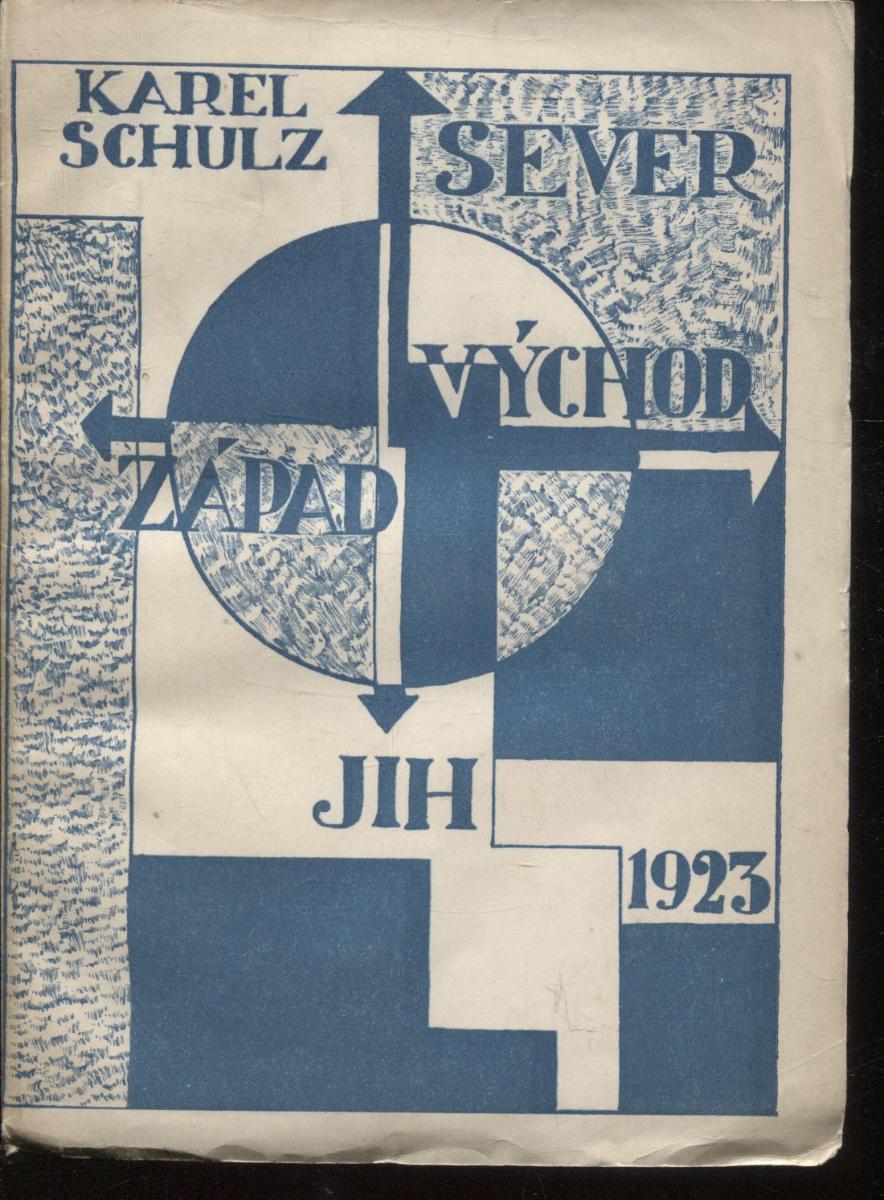 KAREL
SCHULZ
SEVER
VÝCHOD
ZÁPAD
JIH
1923